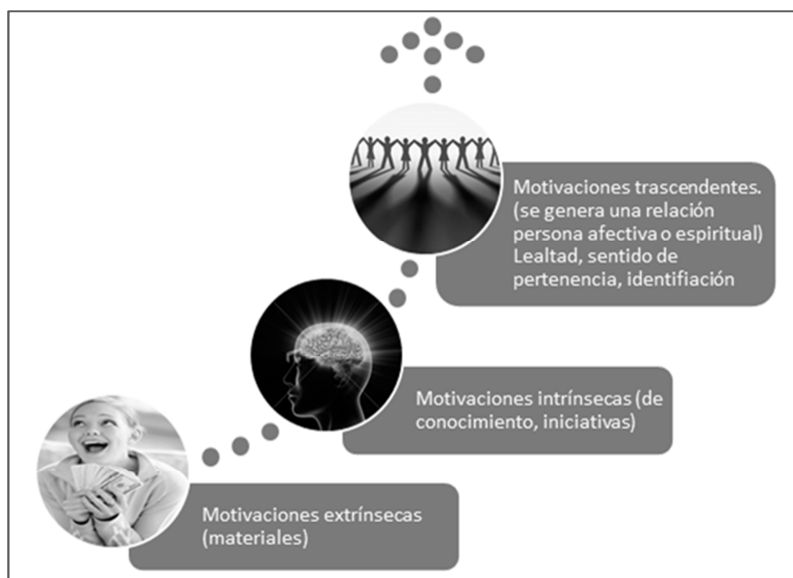 Motivaciones trascendentes.
(se genera una relación
persona afectiva o espiritual)
Lealtad, sentido de
pertenencia, identifiación
Motivaciones intrínsecas (de
conocimiento, iniciativas)
Motivaciones extrínsecas
(materiales)